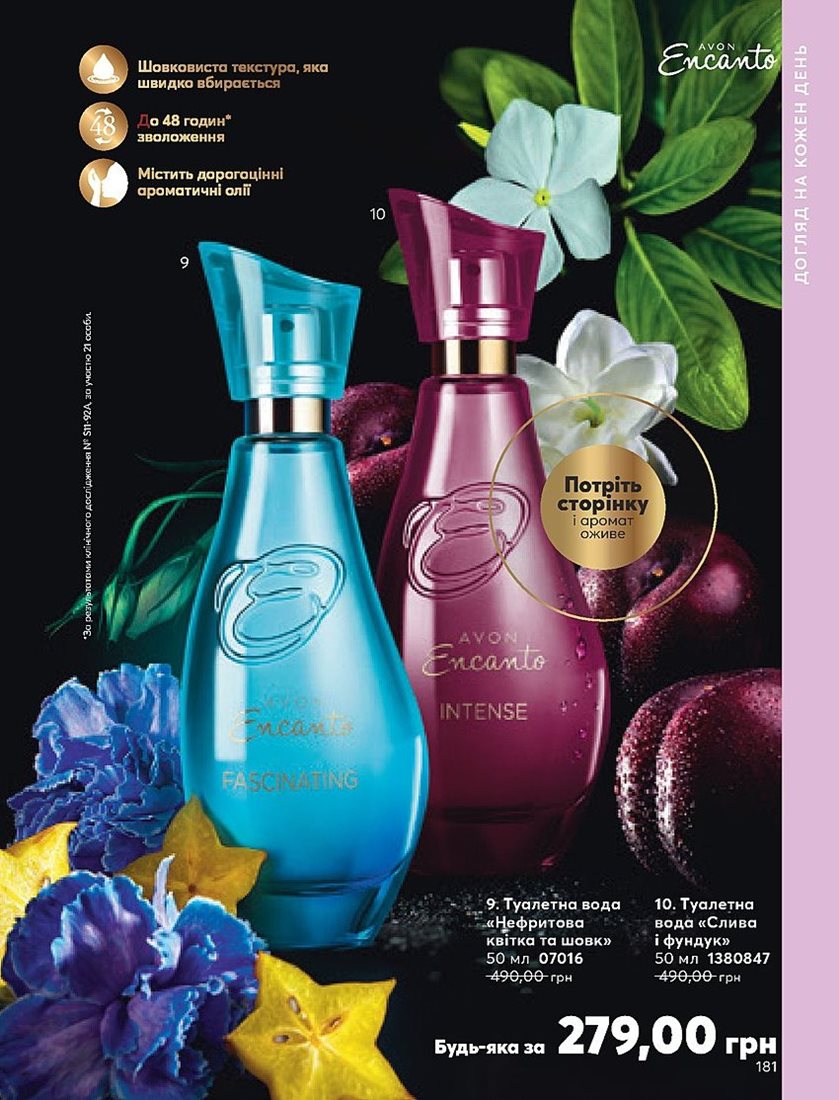 AVON
Encanto
ДОГЛЯД НА КОЖЕН ДЕНЬ
Шовковиста текстура, яка
швидко вбирається
48
До 48 годин*
зволоження
Містить дорогоцінні
ароматичні олії
9
10
*За результатами клінічного дослідження № S11-92A, за участю 21 особи.
Потріть
сторінку
і аромат
оживе
AVON
Encanto
INTENSE
AVON
Encanto
FASCINATING
9. Туалетна вода
«Нефритова
квітка та шовк»
50 мл 07016
490,00 грн
10. Туалетна
вода «Слива
і фундук»
50 мл 1380847
490,00 грн
Будь-яка за 279,00 грн
181